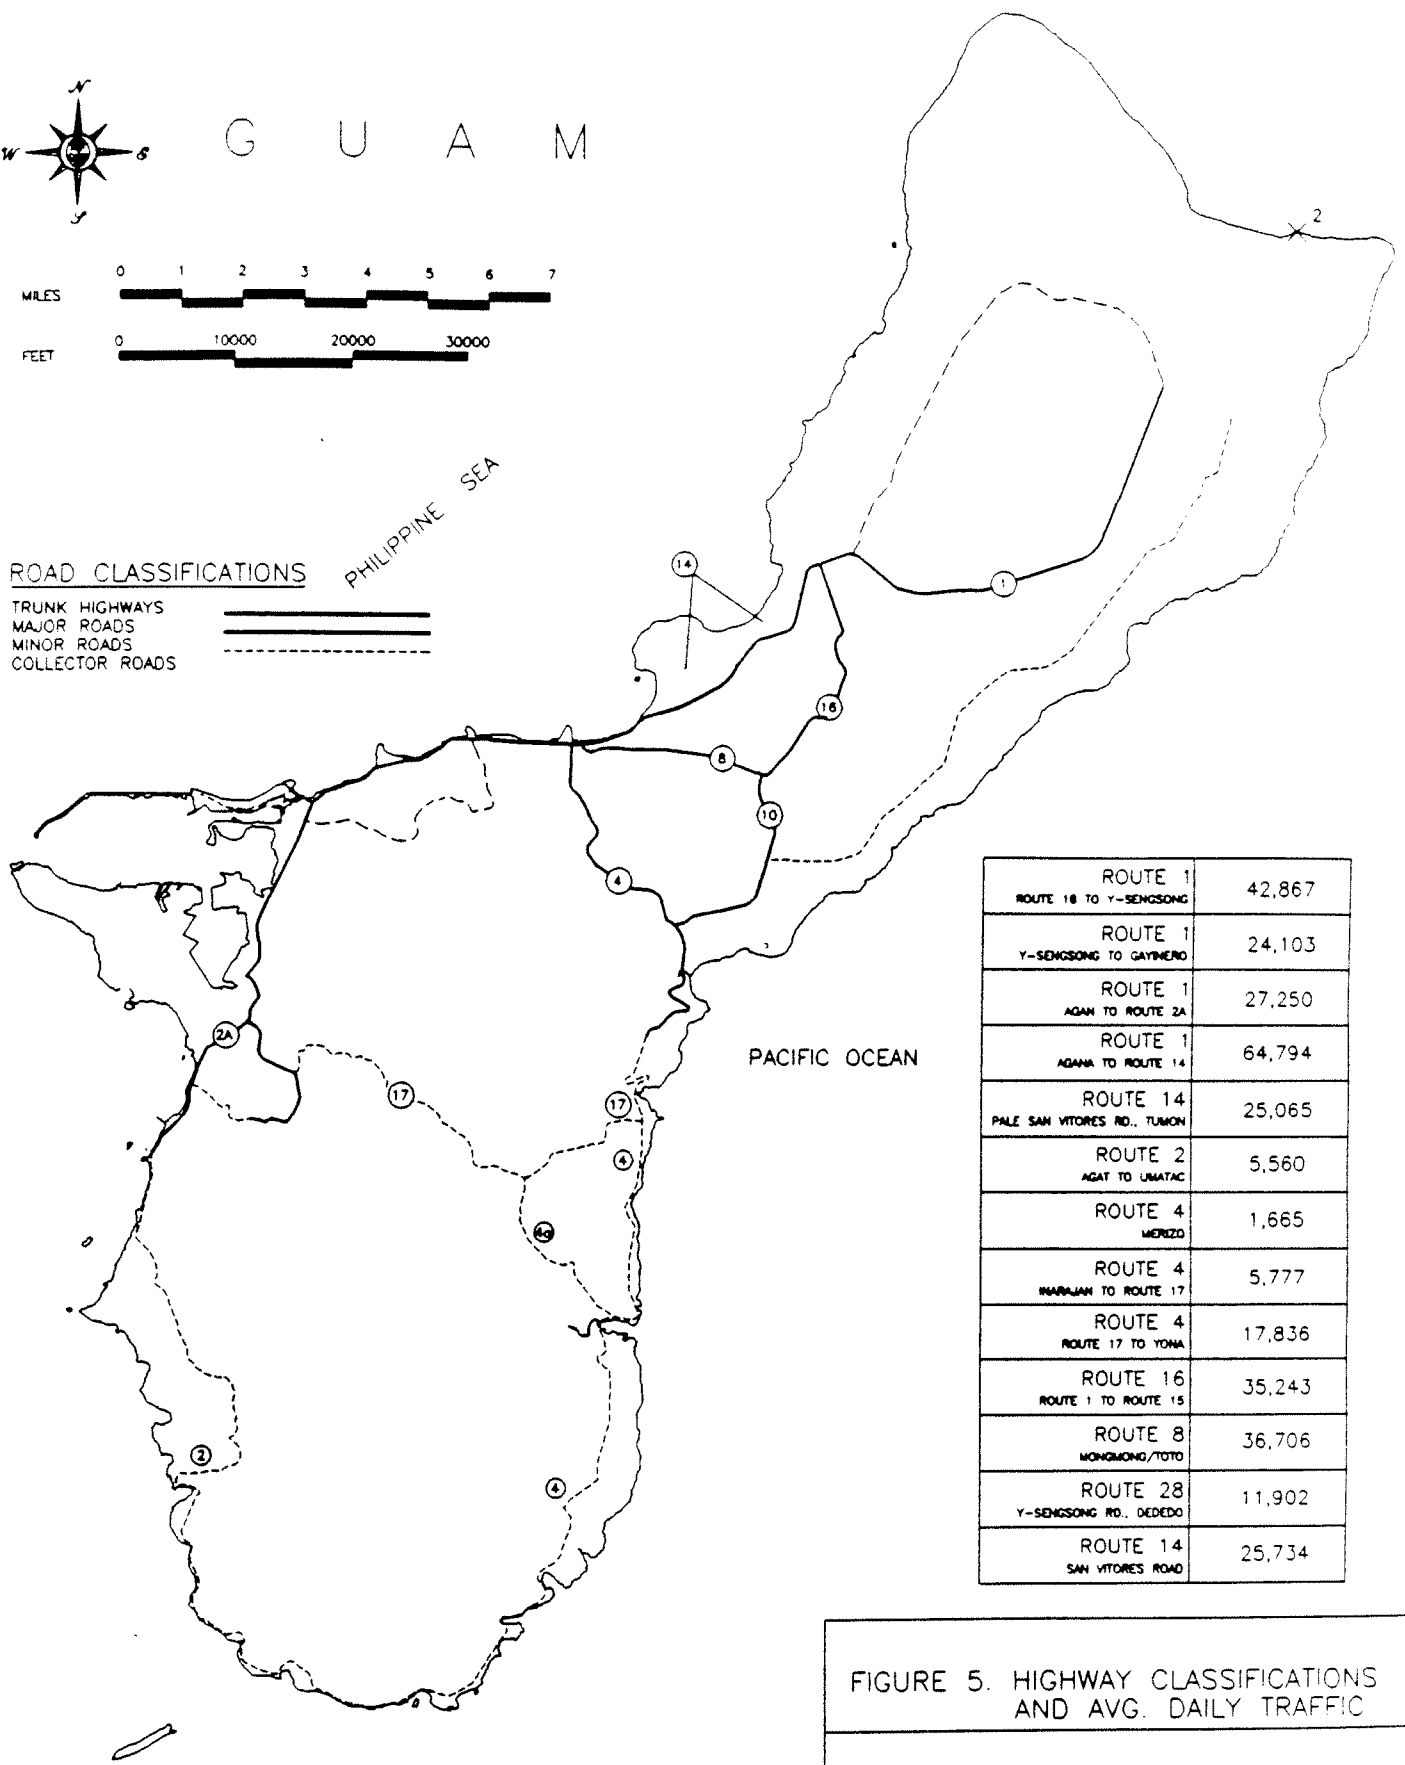 N
W
S
G U A M
2
0 1 2 3 4 5 6 7
MILES
0 10000 20000 30000
FEET
PHILIPPINE SEA
ROAD CLASSIFICATIONS
TRUNK HIGHWAYS
MAJOR ROADS
MINOR ROADS
COLLECTOR ROADS
14
1
16
8
10
4
2A
17
17
4
4a
2
4
PACIFIC OCEAN
ROUTE 1 42,867
ROUTE 16 TO Y-SENGSONG
ROUTE 1 24,103
Y-SENGSONG TO GAYINERO
ROUTE 1 27,250
AGAN TO ROUTE 2A
ROUTE 1 64,794
AGANA TO ROUTE 14
ROUTE 14 25,065
PALE SAN VITORES RD., TUMON
ROUTE 2 5,560
AGAT TO UMATAC
ROUTE 4 1,665
MERIZO
ROUTE 4 5,777
INARAJAN TO ROUTE 17
ROUTE 4 17,836
ROUTE 17 TO YONA
ROUTE 16 35,243
ROUTE 1 TO ROUTE 15
ROUTE 8 36,706
MONGMONG/TOTO
ROUTE 28 11,902
Y-SENGSONG RD., DEDEDO
ROUTE 14 25,734
SAN VITORES ROAD
FIGURE 5. HIGHWAY CLASSIFICATIONS
AND AVG. DAILY TRAFFIC